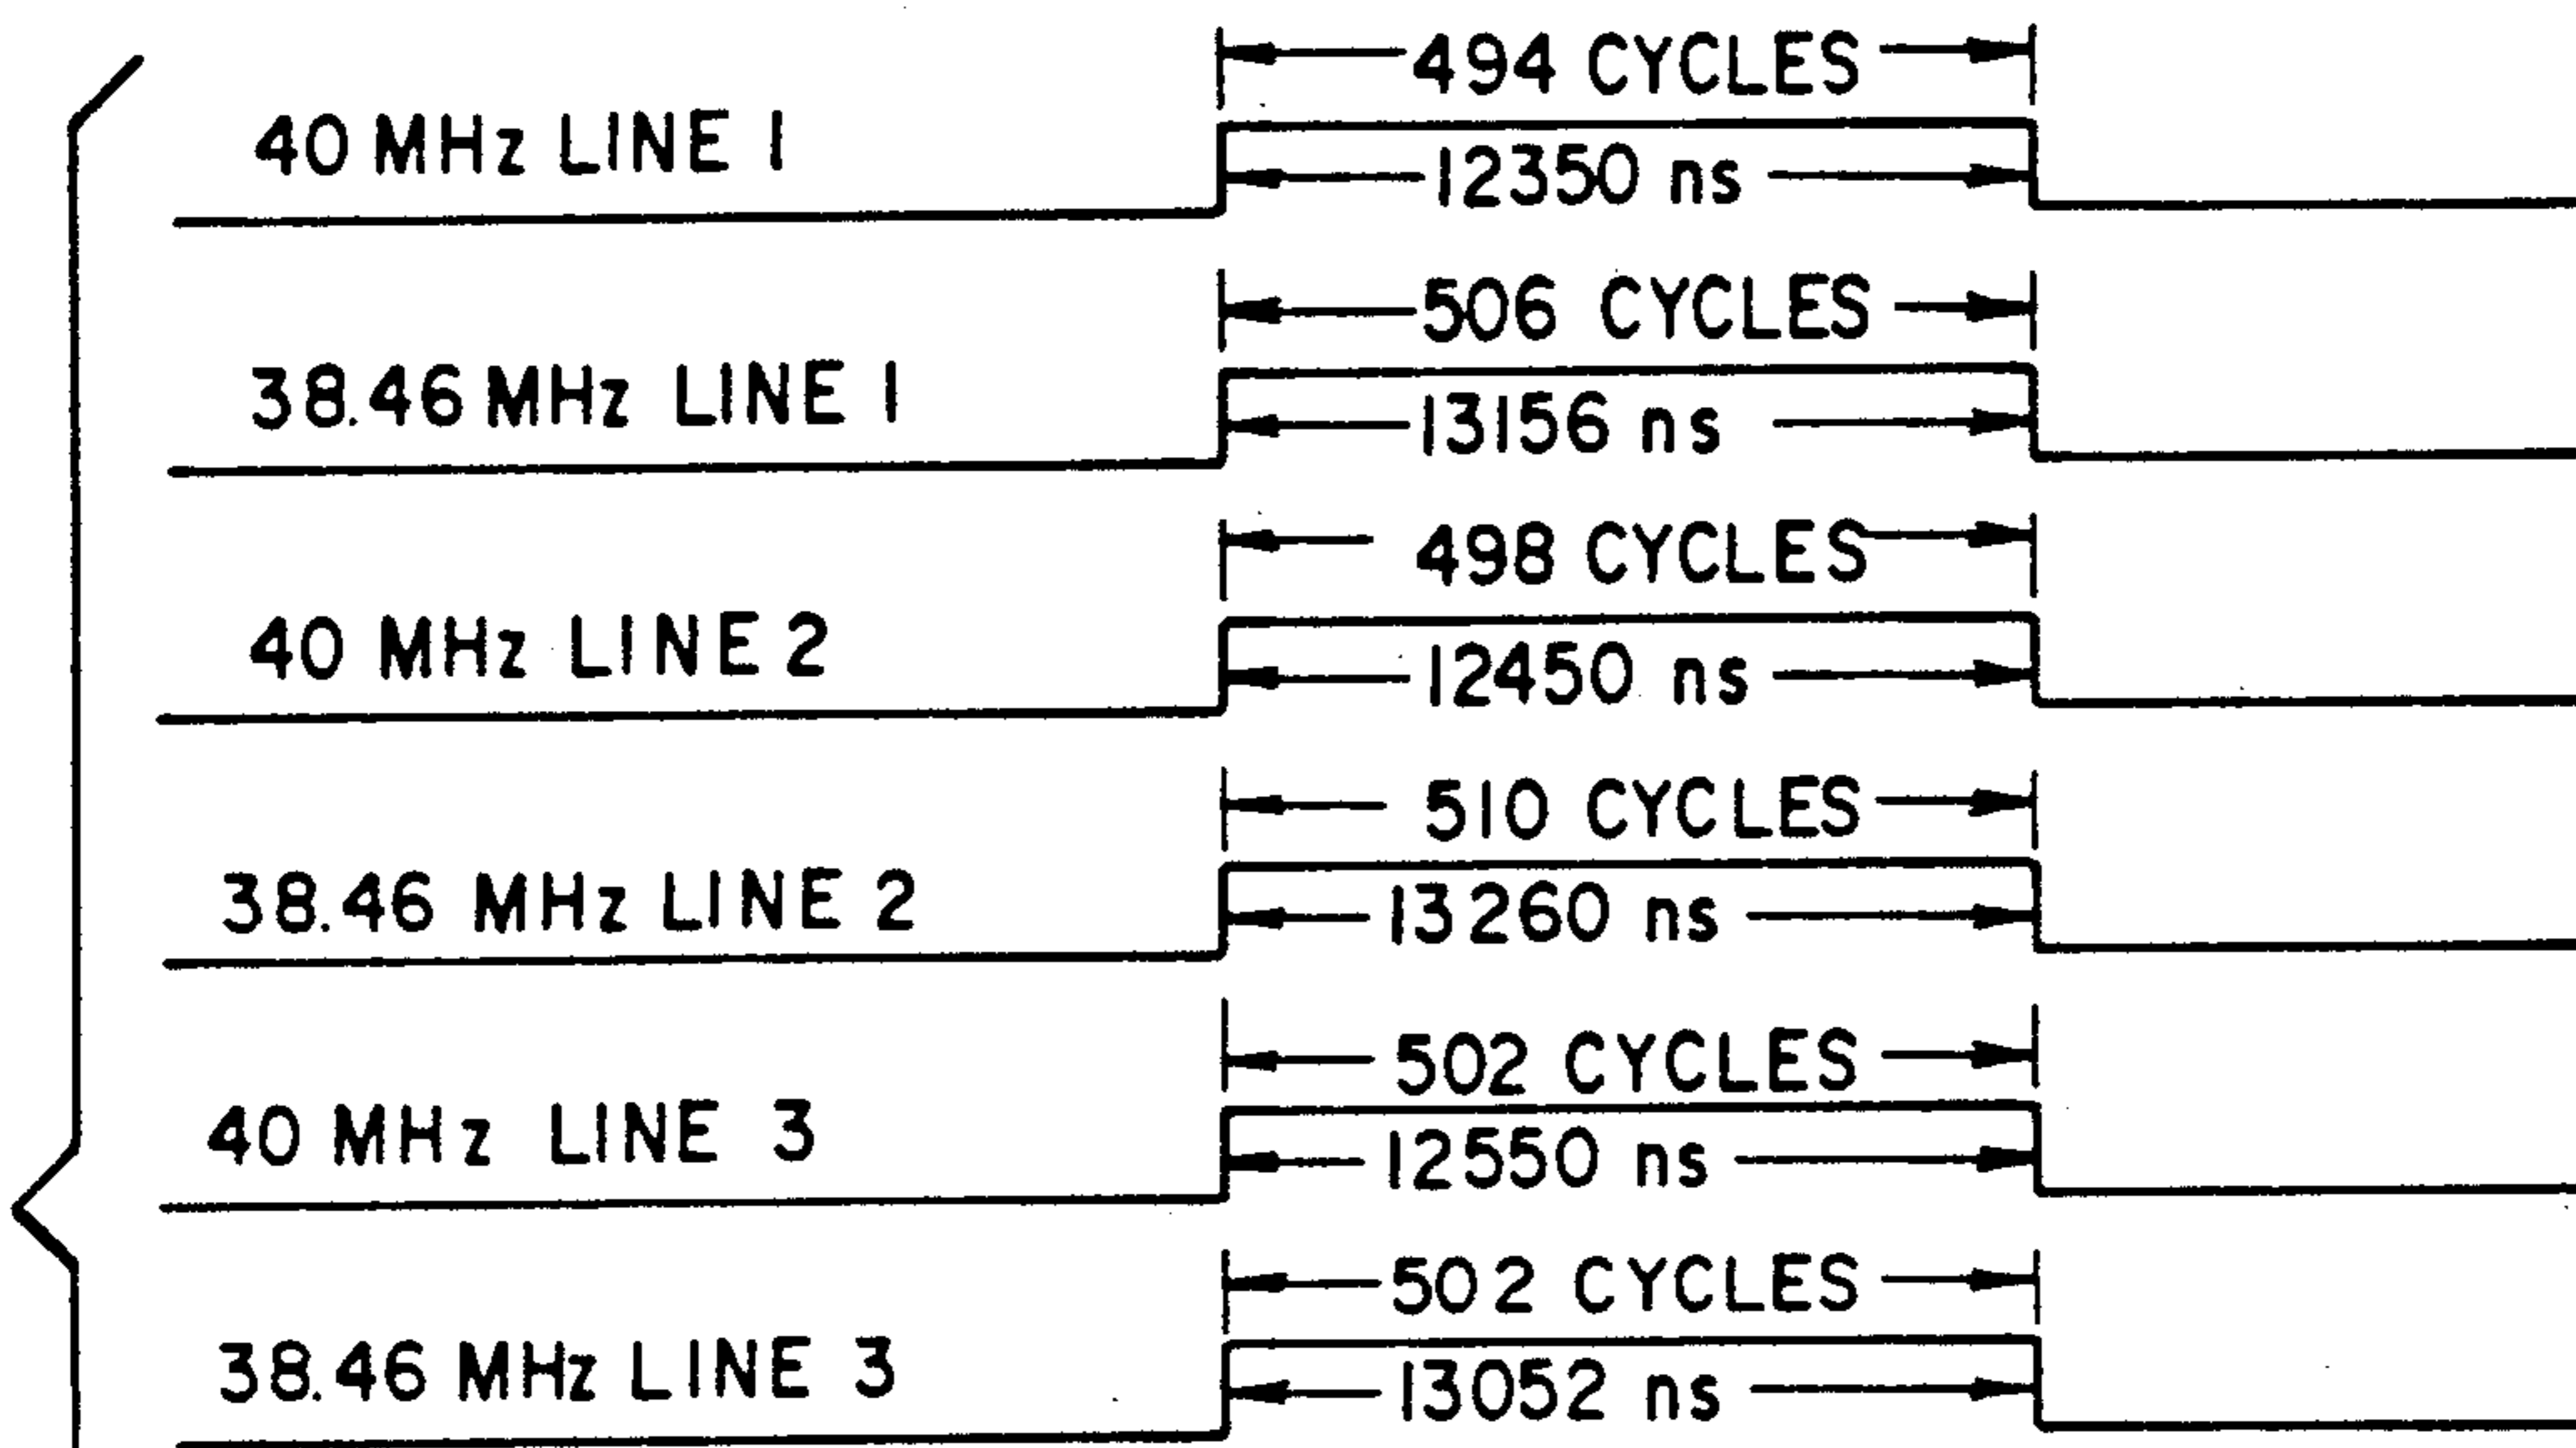 494 CYCLES
40 MHz LINE 1
12350 ns
506 CYCLES
38.46 MHz LINE 1
13156 ns
498 CYCLES
40 MHz LINE 2
12450 ns
510 CYCLES
38.46 MHz LINE 2
13260 ns
502 CYCLES
40 MHz LINE 3
12550 ns
502 CYCLES
38.46 MHz LINE 3
13052 ns